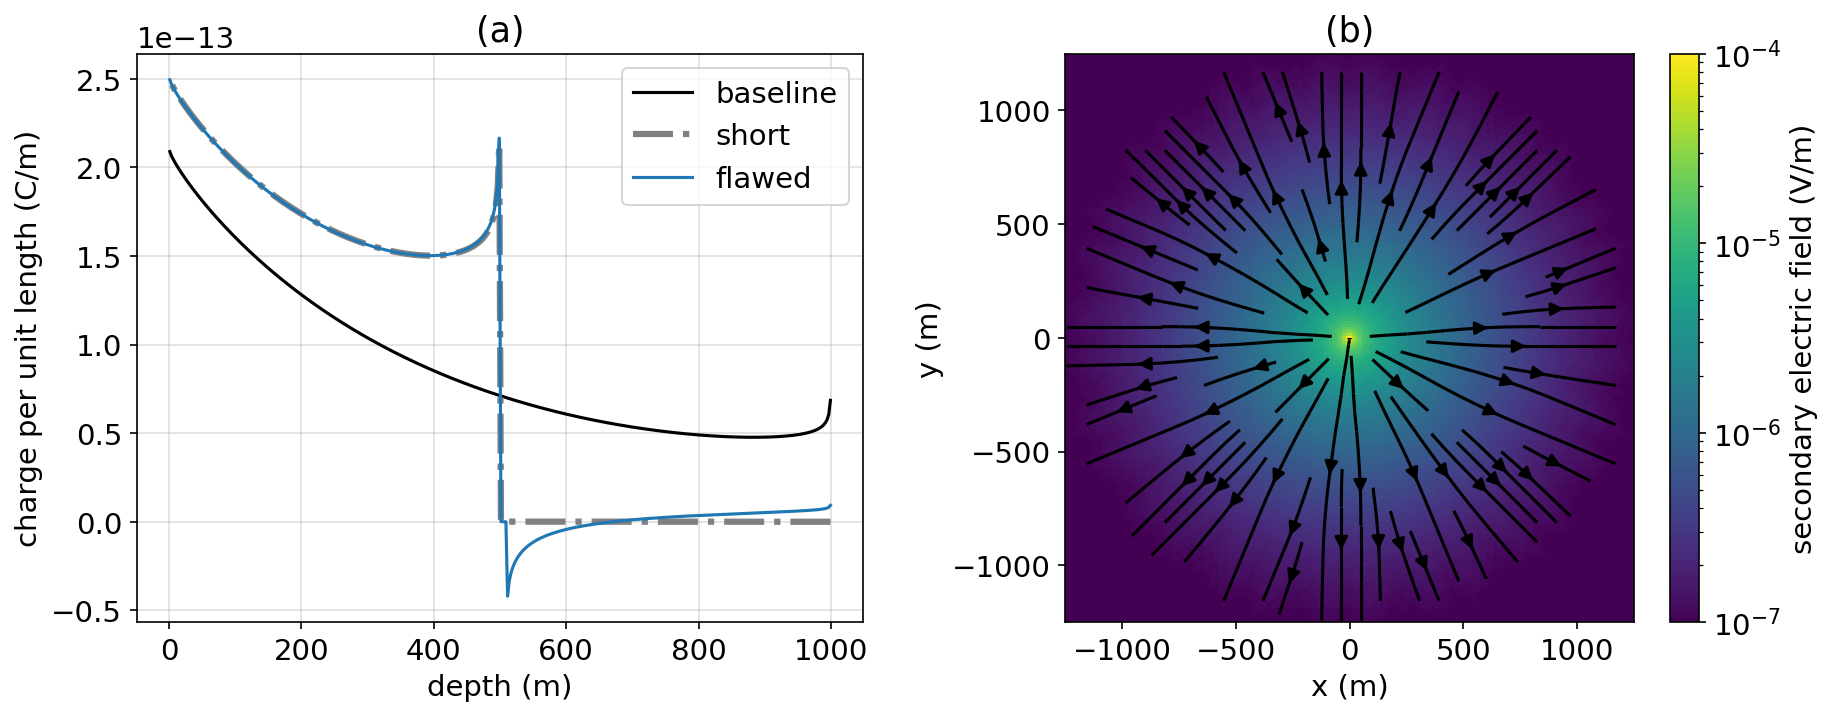 (a)
1e−13
2.5
2.0
1.5
1.0
0.5
0.0
−0.5
charge per unit length (C/m)
0 200 400 600 800 1000
depth (m)
baseline
short
flawed
(b)
1000
500
0
−500
−1000
y (m)
−1000 −500 0 500 1000
x (m)
10⁻⁴
10⁻⁵
10⁻⁶
10⁻⁷
secondary electric field (V/m)